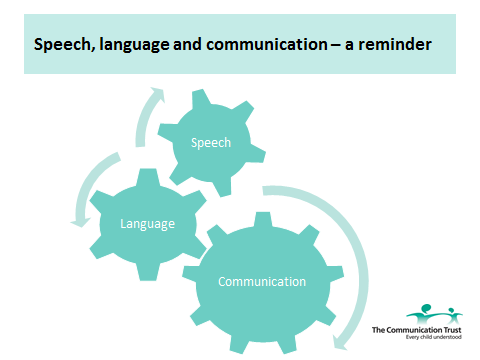 Speech, language and communication – a reminder
Speech
Language
Communication
The Communication Trust
Every child understood